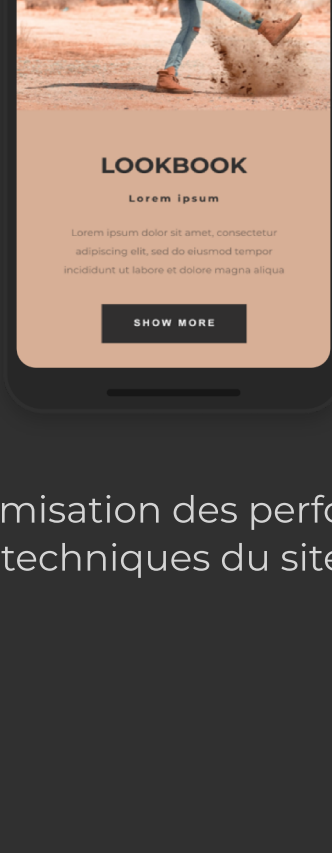 LOOKBOOK
Lorem ipsum
Lorem ipsum dolor sit amet, consectetur
adipiscing elit, sed do eiusmod tempor
incididunt ut labore et dolore magna aliqua
SHOW MORE
misation des perfo
techniques du site